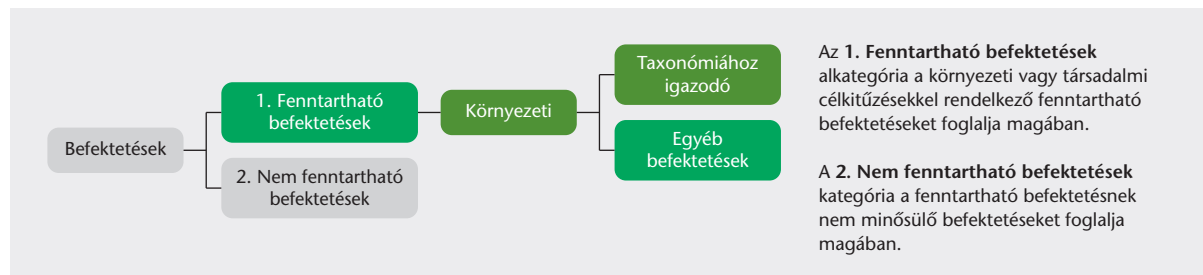 Befektetések
1. Fenntartható
befektetések
2. Nem fenntartható
befektetések
Környezeti
Taxonómiához
igazodó
Egyéb
befektetések
Az 1. Fenntartható befektetések
alkategória a környezeti vagy társadalmi
célkitűzésekkel rendelkező fenntartható
befektetéseket foglalja magában.
A 2. Nem fenntartható befektetések
kategória a fenntartható befektetésnek
nem minősülő befektetéseket foglalja
magában.